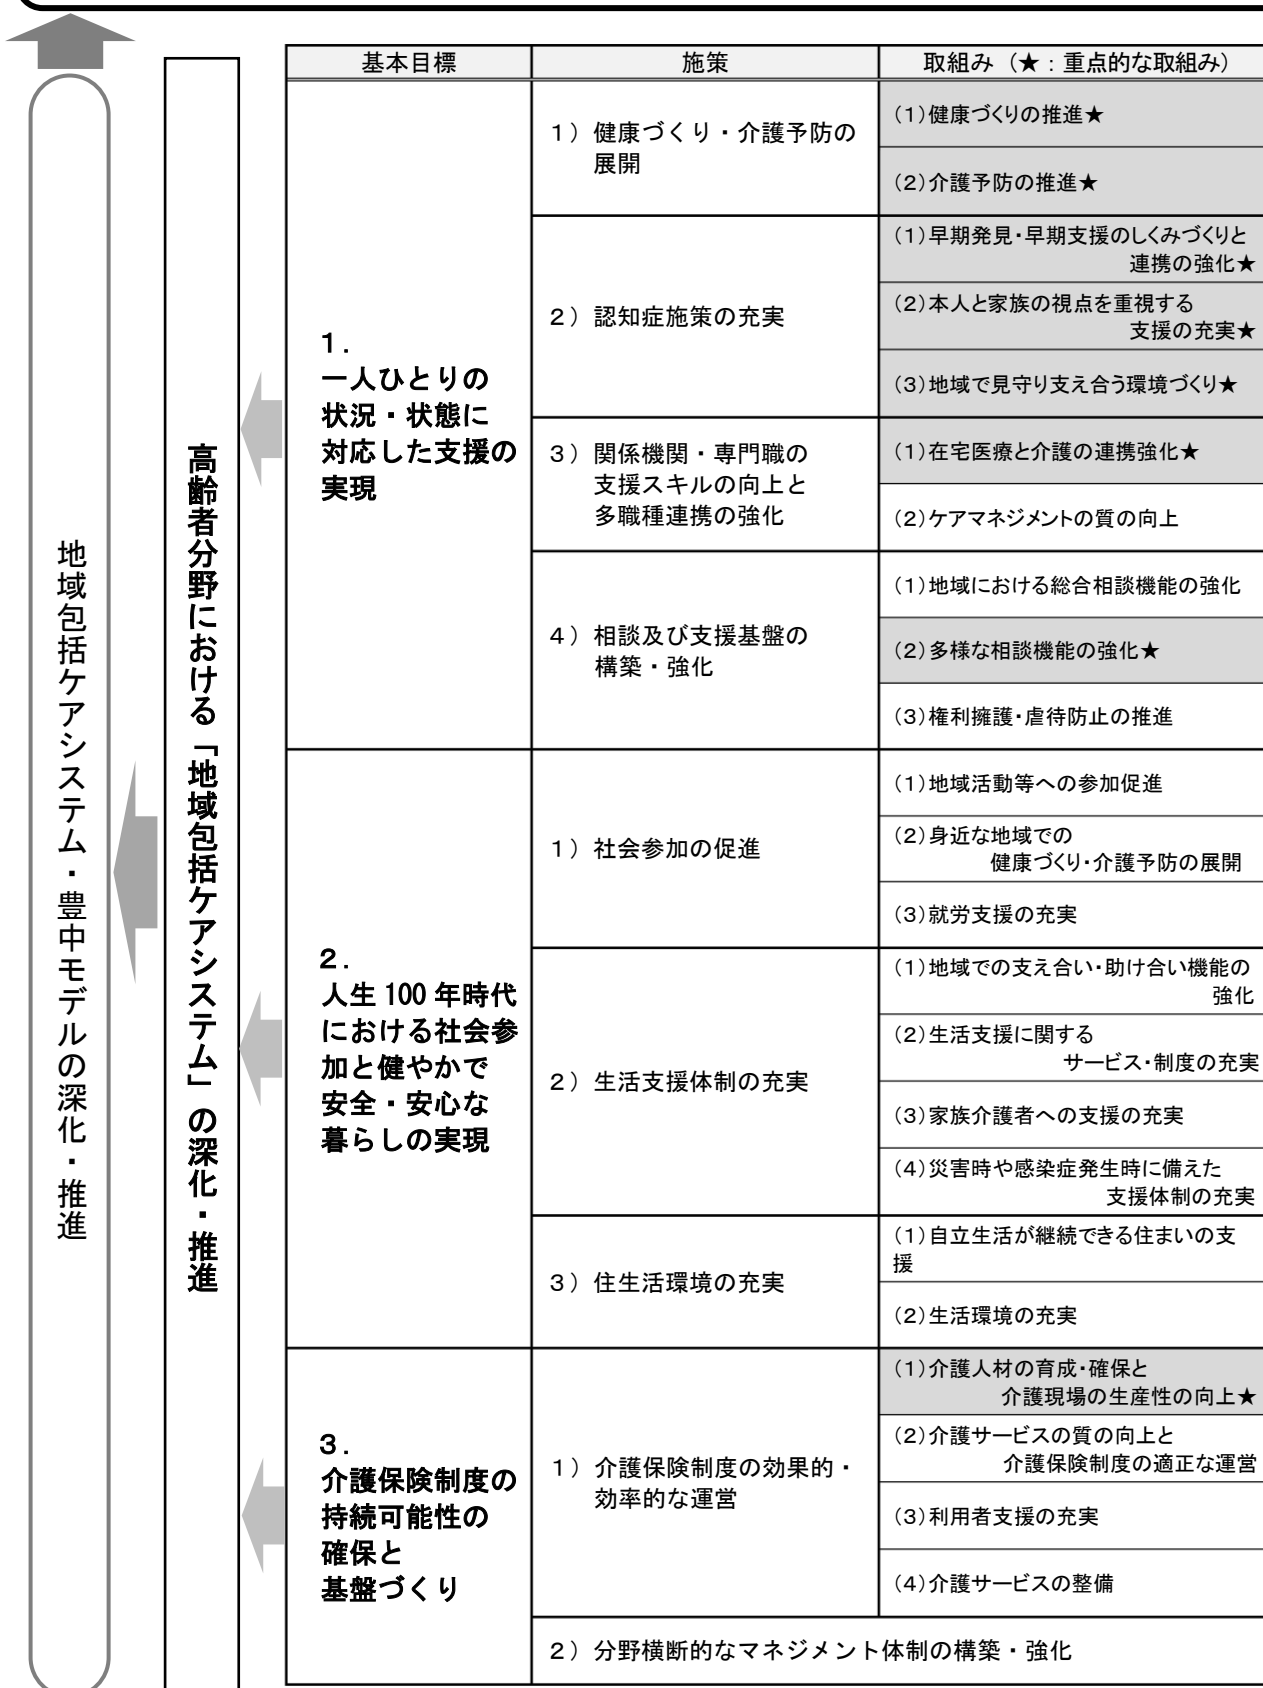 地域包括ケアシステム・豊中モデルの深化・推進
高齢者分野における「地域包括ケアシステム」の深化・推進
基本目標
施策
取組み（★：重点的な取組み）
1．
一人ひとりの
状況・状態に
対応した支援の
実現
1）健康づくり・介護予防の
展開
（1）健康づくりの推進★
（2）介護予防の推進★
2）認知症施策の充実
（1）早期発見・早期支援のしくみづくりと
連携の強化★
（2）本人と家族の視点を重視する
支援の充実★
（3）地域で見守り支え合う環境づくり★
3）関係機関・専門職の
支援スキルの向上と
多職種連携の強化
（1）在宅医療と介護の連携強化★
（2）ケアマネジメントの質の向上
4）相談及び支援基盤の
構築・強化
（1）地域における総合相談機能の強化
（2）多様な相談機能の強化★
（3）権利擁護・虐待防止の推進
2．
人生100年時代
における社会参
加と健やかで
安全・安心な
暮らしの実現
1）社会参加の促進
（1）地域活動等への参加促進
（2）身近な地域での
健康づくり・介護予防の展開
（3）就労支援の充実
2）生活支援体制の充実
（1）地域での支え合い・助け合い機能の
強化
（2）生活支援に関する
サービス・制度の充実
（3）家族介護者への支援の充実
（4）災害時や感染症発生時に備えた
支援体制の充実
3）住生活環境の充実
（1）自立生活が継続できる住まいの支
援
（2）生活環境の充実
3．
介護保険制度の
持続可能性の
確保と
基盤づくり
1）介護保険制度の効果的・
効率的な運営
（1）介護人材の育成・確保と
介護現場の生産性の向上★
（2）介護サービスの質の向上と
介護保険制度の適正な運営
（3）利用者支援の充実
（4）介護サービスの整備
2）分野横断的なマネジメント体制の構築・強化